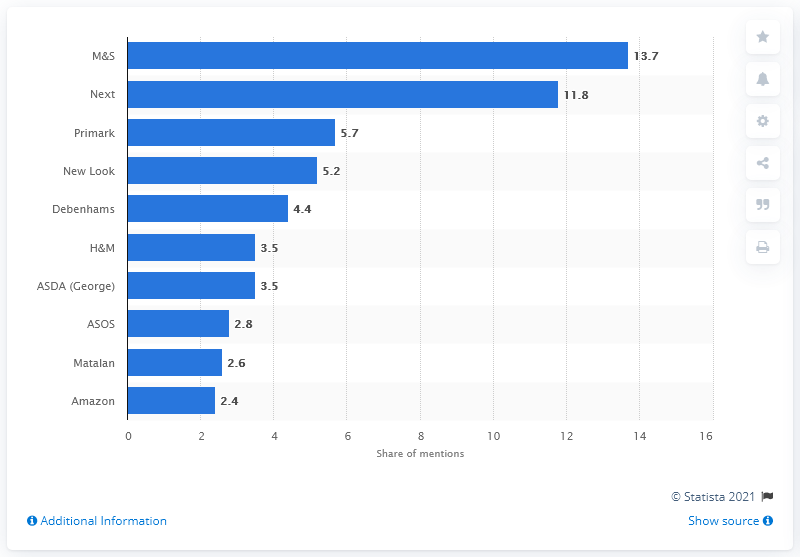 M&S 13.7
Next 11.8
Primark 5.7
New Look 5.2
Debenhams 4.4
H&M 3.5
ASDA (George) 3.5
ASOS 2.8
Matalan 2.6
Amazon 2.4
0 2 4 6 8 10 12 14 16
Share of mentions
© Statista 2021
Additional Information Show source